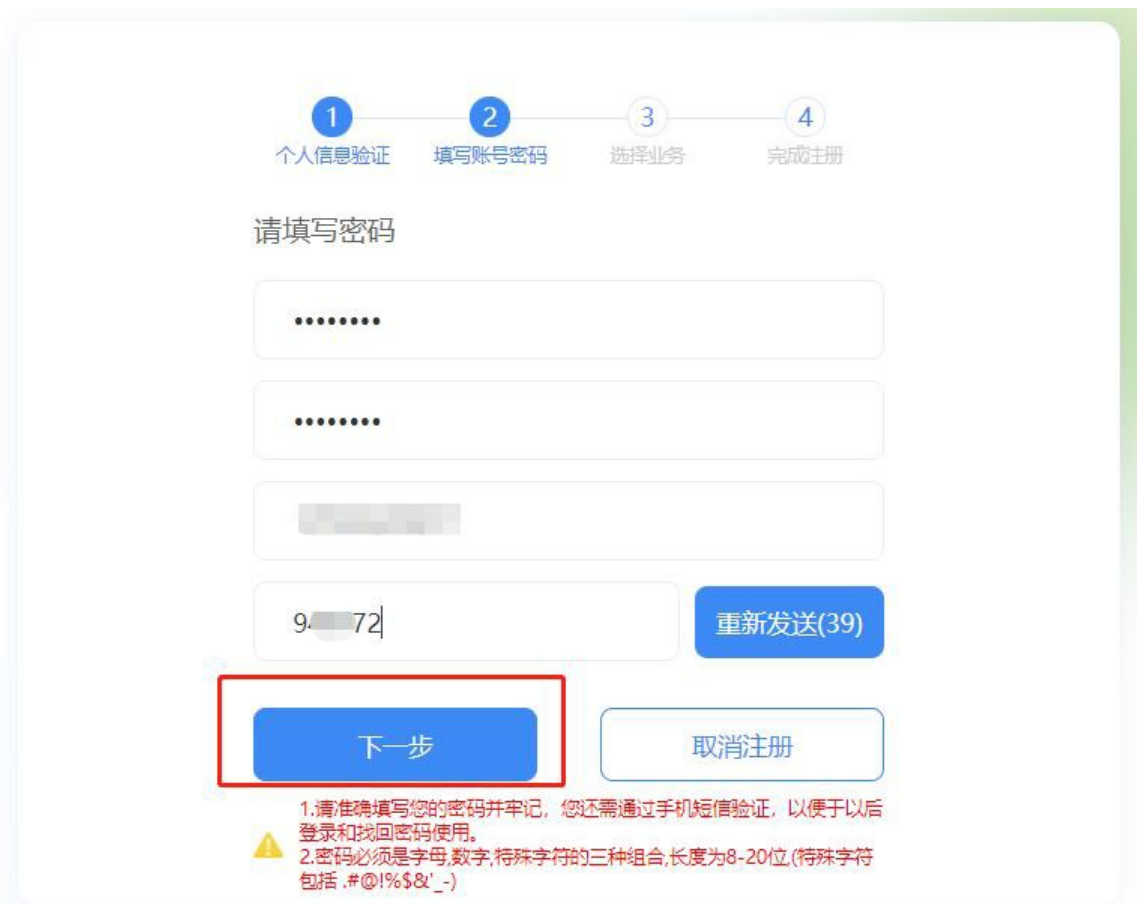 1 2 3 4
个人信息验证 填写账号密码 选择业务 完成注册
请填写密码
••••••••
••••••••
9 72
重新发送(39)
下一步 取消注册
1.请准确填写您的密码并牢记，您还需通过手机短信验证，以便于以后
登录和找回密码使用。
2.密码必须是字母,数字,特殊字符的三种组合,长度为8-20位,(特殊字符
包括 .#@!%$&'_-)